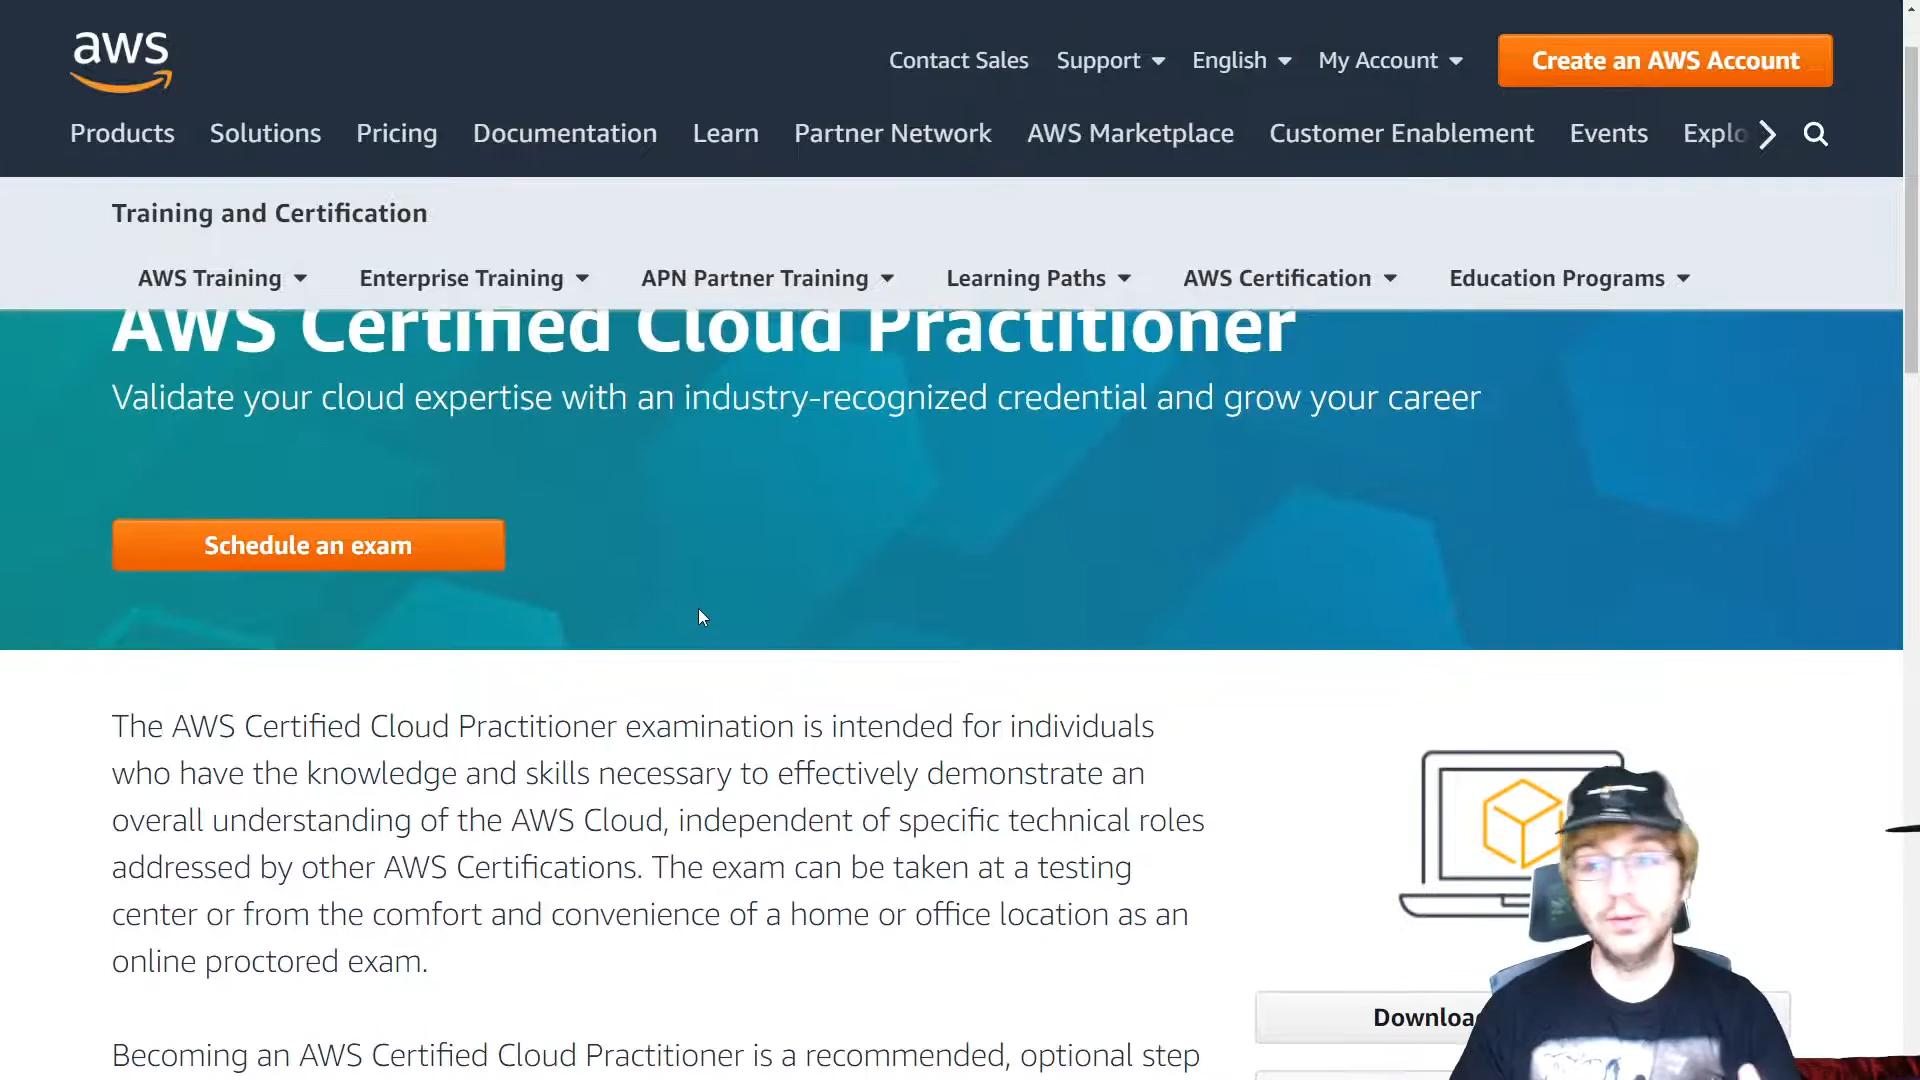 aws
Contact Sales Support English My Account Create an AWS Account
Products Solutions Pricing Documentation Learn Partner Network AWS Marketplace Customer Enablement Events Explo
Training and Certification
AWS Training Enterprise Training APN Partner Training Learning Paths AWS Certification Education Programs
AWS Certified Cloud Practitioner
Validate your cloud expertise with an industry-recognized credential and grow your career
Schedule an exam
The AWS Certified Cloud Practitioner examination is intended for individuals
who have the knowledge and skills necessary to effectively demonstrate an
overall understanding of the AWS Cloud, independent of specific technical roles
addressed by other AWS Certifications. The exam can be taken at a testing
center or from the comfort and convenience of a home or office location as an
online proctored exam.
Downloa
Becoming an AWS Certified Cloud Practitioner is a recommended, optional step